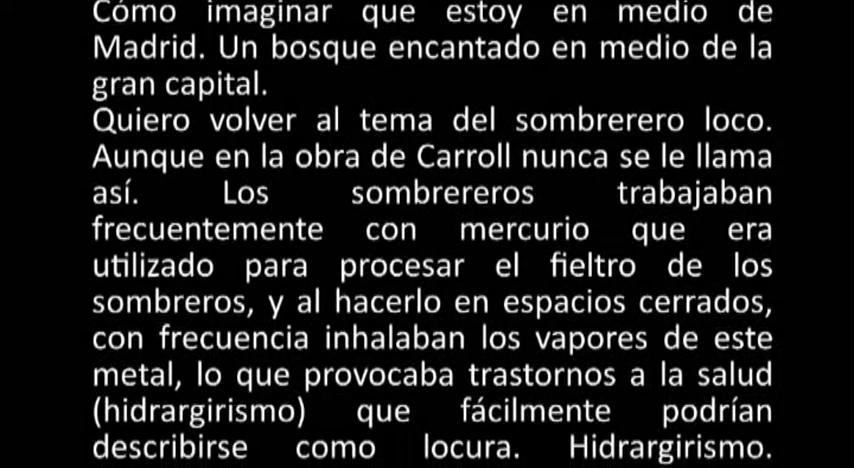 Cómo imaginar que estoy en medio de
Madrid. Un bosque encantado en medio de la
gran capital.
Quiero volver al tema del sombrerero loco.
Aunque en la obra de Carroll nunca se le llama
así. Los sombrereros trabajaban
frecuentemente con mercurio que era
utilizado para procesar el fieltro de los
sombreros, y al hacerlo en espacios cerrados,
con frecuencia inhalaban los vapores de este
metal, lo que provocaba trastornos a la salud
(hidrargirismo) que fácilmente podrían
describirse como locura. Hidrargirismo.